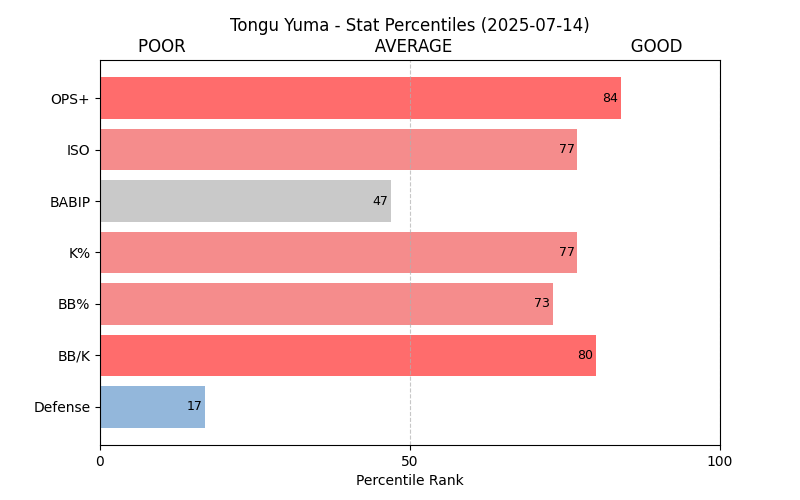 Tongu Yuma - Stat Percentiles (2025-07-14)
POOR AVERAGE GOOD
OPS+ 84
ISO 77
BABIP 47
K% 77
BB% 73
BB/K 80
Defense 17
0 50 100
Percentile Rank